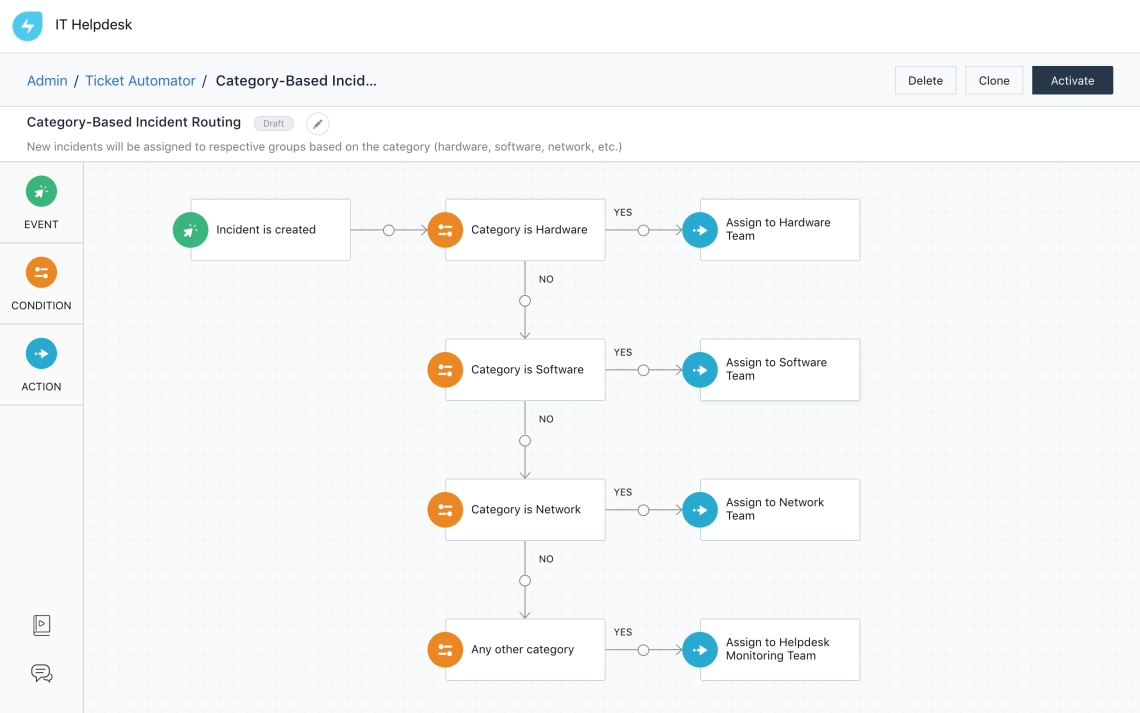 IT Helpdesk
Admin / Ticket Automator / Category-Based Incid...
Delete
Clone
Activate
Category-Based Incident Routing
Draft
New incidents will be assigned to respective groups based on the category (hardware, software, network, etc.)
EVENT
CONDITION
ACTION
Incident is created
Category is Hardware
YES
Assign to Hardware
Team
NO
Category is Software
YES
Assign to Software
Team
NO
Category is Network
YES
Assign to Network
Team
NO
Any other category
YES
Assign to Helpdesk
Monitoring Team